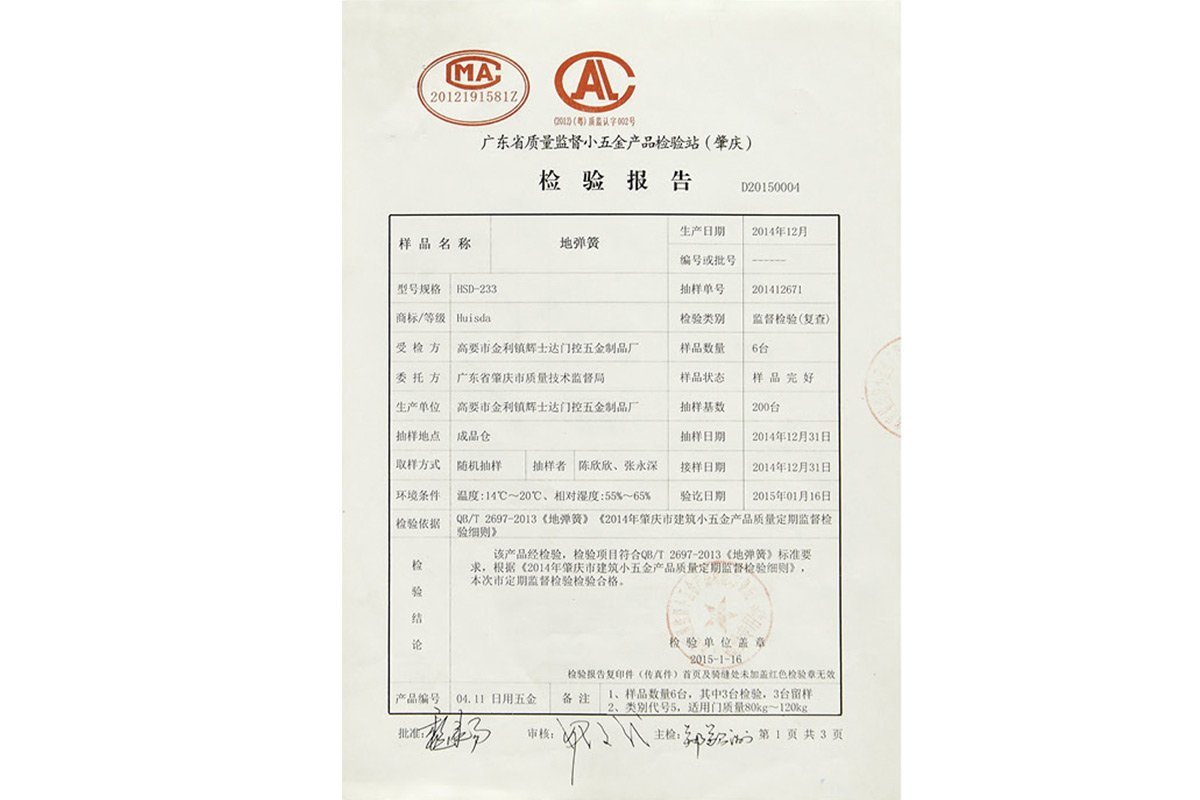 CMA
2012191581Z
CAL
(2012)(粤)质监认字002号
广东省质量监督小五金产品检验站(肇庆)
检验报告 D20150004
样品名称 地弹簧 生产日期 2014年12月
编号或批号 ------
型号规格 HSD-233 抽样单号 201412671
商标/等级 Huisda 检验类别 监督检验(复查)
受检方 高要市金利镇辉士达门控五金制品厂 样品数量 6台
委托方 广东省肇庆市质量技术监督局 样品状态 样品完好
生产单位 高要市金利镇辉士达门控五金制品厂 抽样基数 200台
抽样地点 成品仓 抽样日期 2014年12月31日
取样方式 随机抽样 抽样者 陈欣欣、张永深 接样日期 2014年12月31日
环境条件 温度:14℃～20℃、相对湿度:55%～65% 验讫日期 2015年01月16日
检验依据 QB/T 2697-2013《地弹簧》《2014年肇庆市建筑小五金产品质量定期监督检
验细则》
检验结论 该产品经检验，检验项目符合QB/T 2697-2013《地弹簧》标准要
求，根据《2014年肇庆市建筑小五金产品质量定期监督检验细则》，
本次市定期监督检验检验合格。
检验单位盖章
2015-1-16
检验报告复印件（传真件）首页及骑缝处未加盖红色检验章无效
产品编号 04.11 日用五金 备注 1、样品数量6台，其中3台检验，3台留样
2、类别代号5，适用门质量80kg～120kg
批准: 审核: 主检: 第 1 页 共 3 页